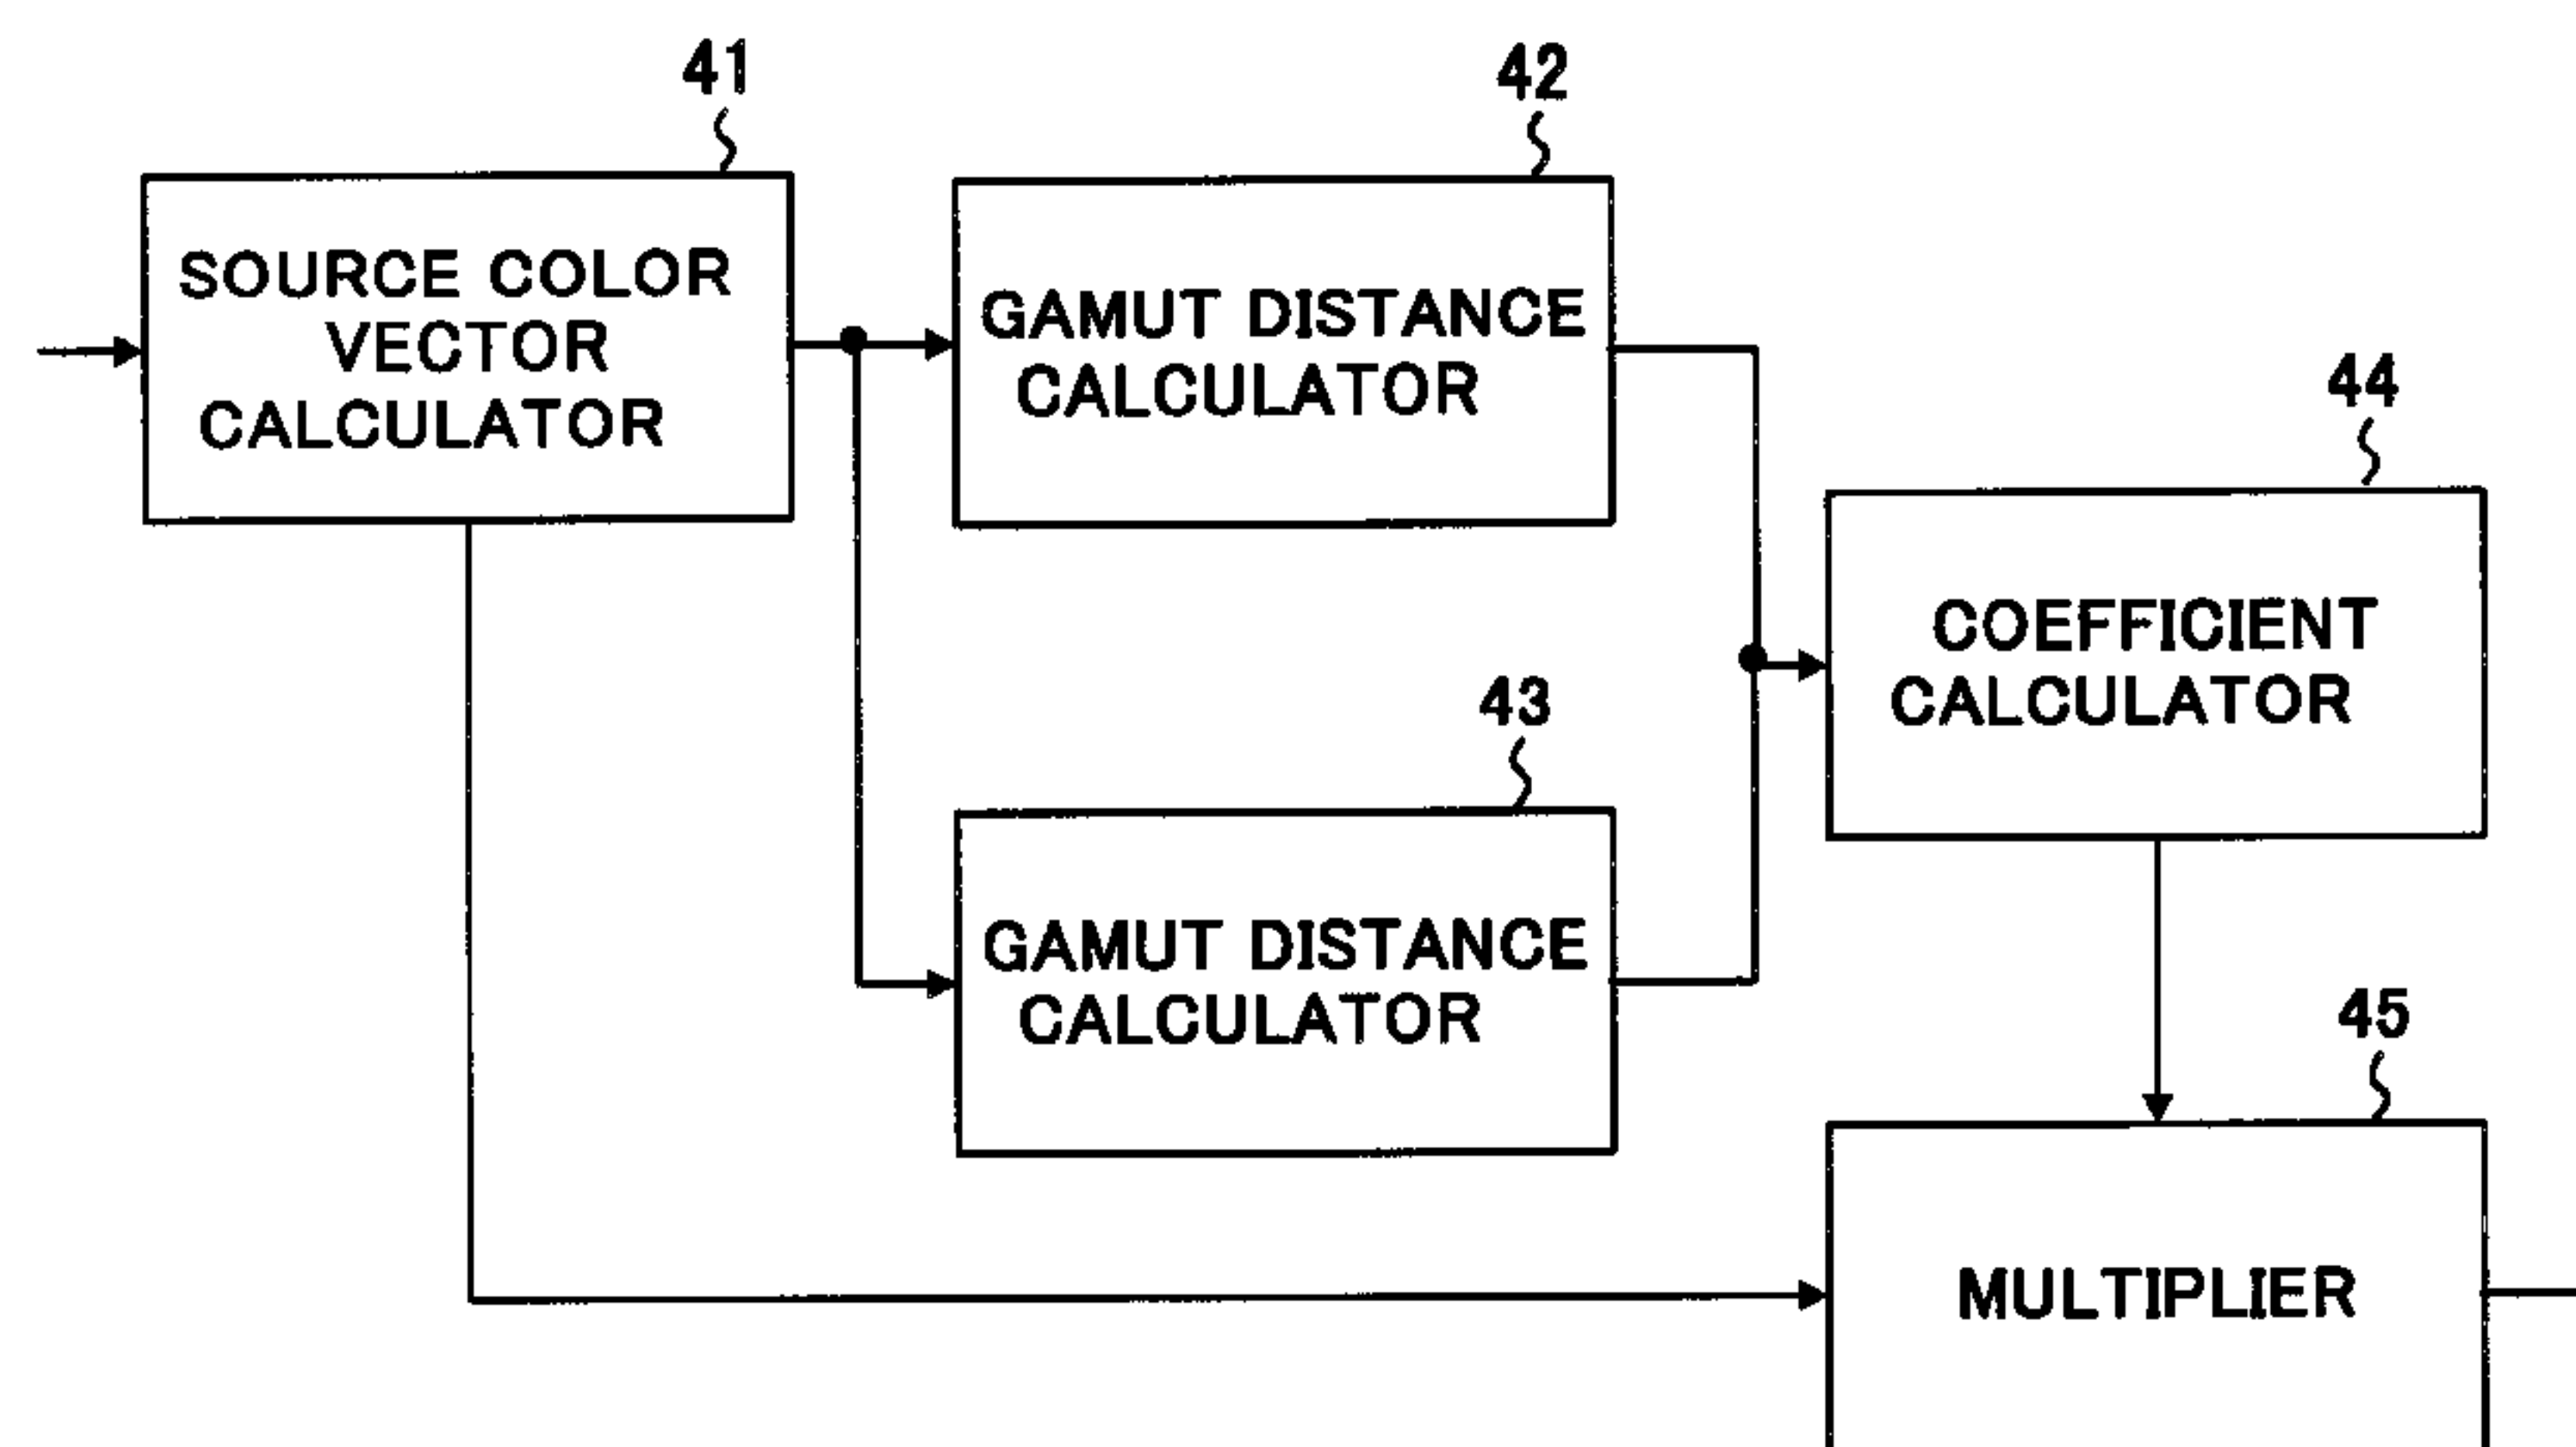 41
SOURCE COLOR
VECTOR
CALCULATOR
42
GAMUT DISTANCE
CALCULATOR
43
GAMUT DISTANCE
CALCULATOR
44
COEFFICIENT
CALCULATOR
45
MULTIPLIER